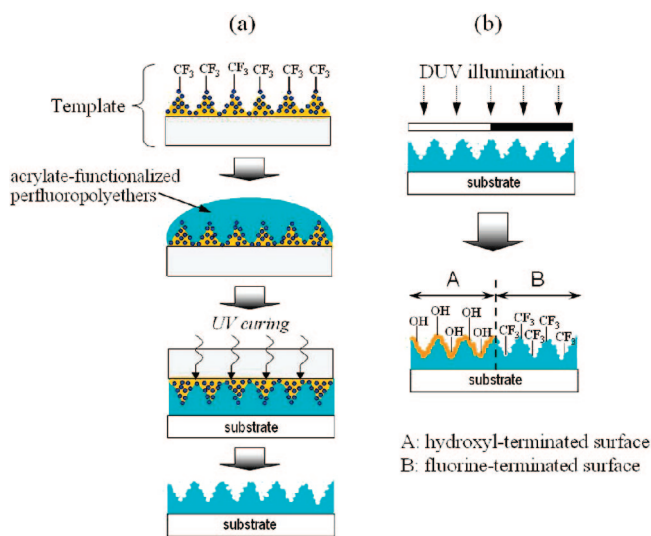 (a)
CF3 CF3 CF3 CF3 CF3 CF3
Template
acrylate-functionalized
perfluoropolyethers
UV curing
substrate
substrate
(b)
DUV illumination
substrate
A B
OH OH OH OH OH CF3 CF3 CF3 CF3 CF3
substrate
A: hydroxyl-terminated surface
B: fluorine-terminated surface